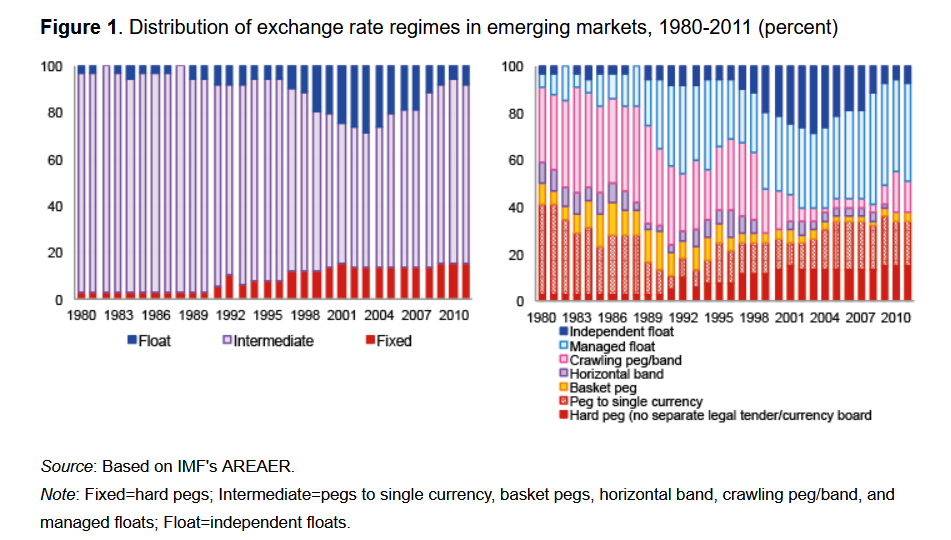 Figure 1. Distribution of exchange rate regimes in emerging markets, 1980-2011 (percent)
100
80
60
40
20
0
1980 1983 1986 1989 1992 1995 1998 2001 2004 2007 2010
Float Intermediate Fixed
100
80
60
40
20
0
1980 1983 1986 1989 1992 1995 1998 2001 2004 2007 2010
Independent float
Managed float
Crawling peg/band
Horizontal band
Basket peg
Peg to single currency
Hard peg (no separate legal tender/currency board
Source: Based on IMF's AREAER.
Note: Fixed=hard pegs; Intermediate=pegs to single currency, basket pegs, horizontal band, crawling peg/band, and
managed floats; Float=independent floats.